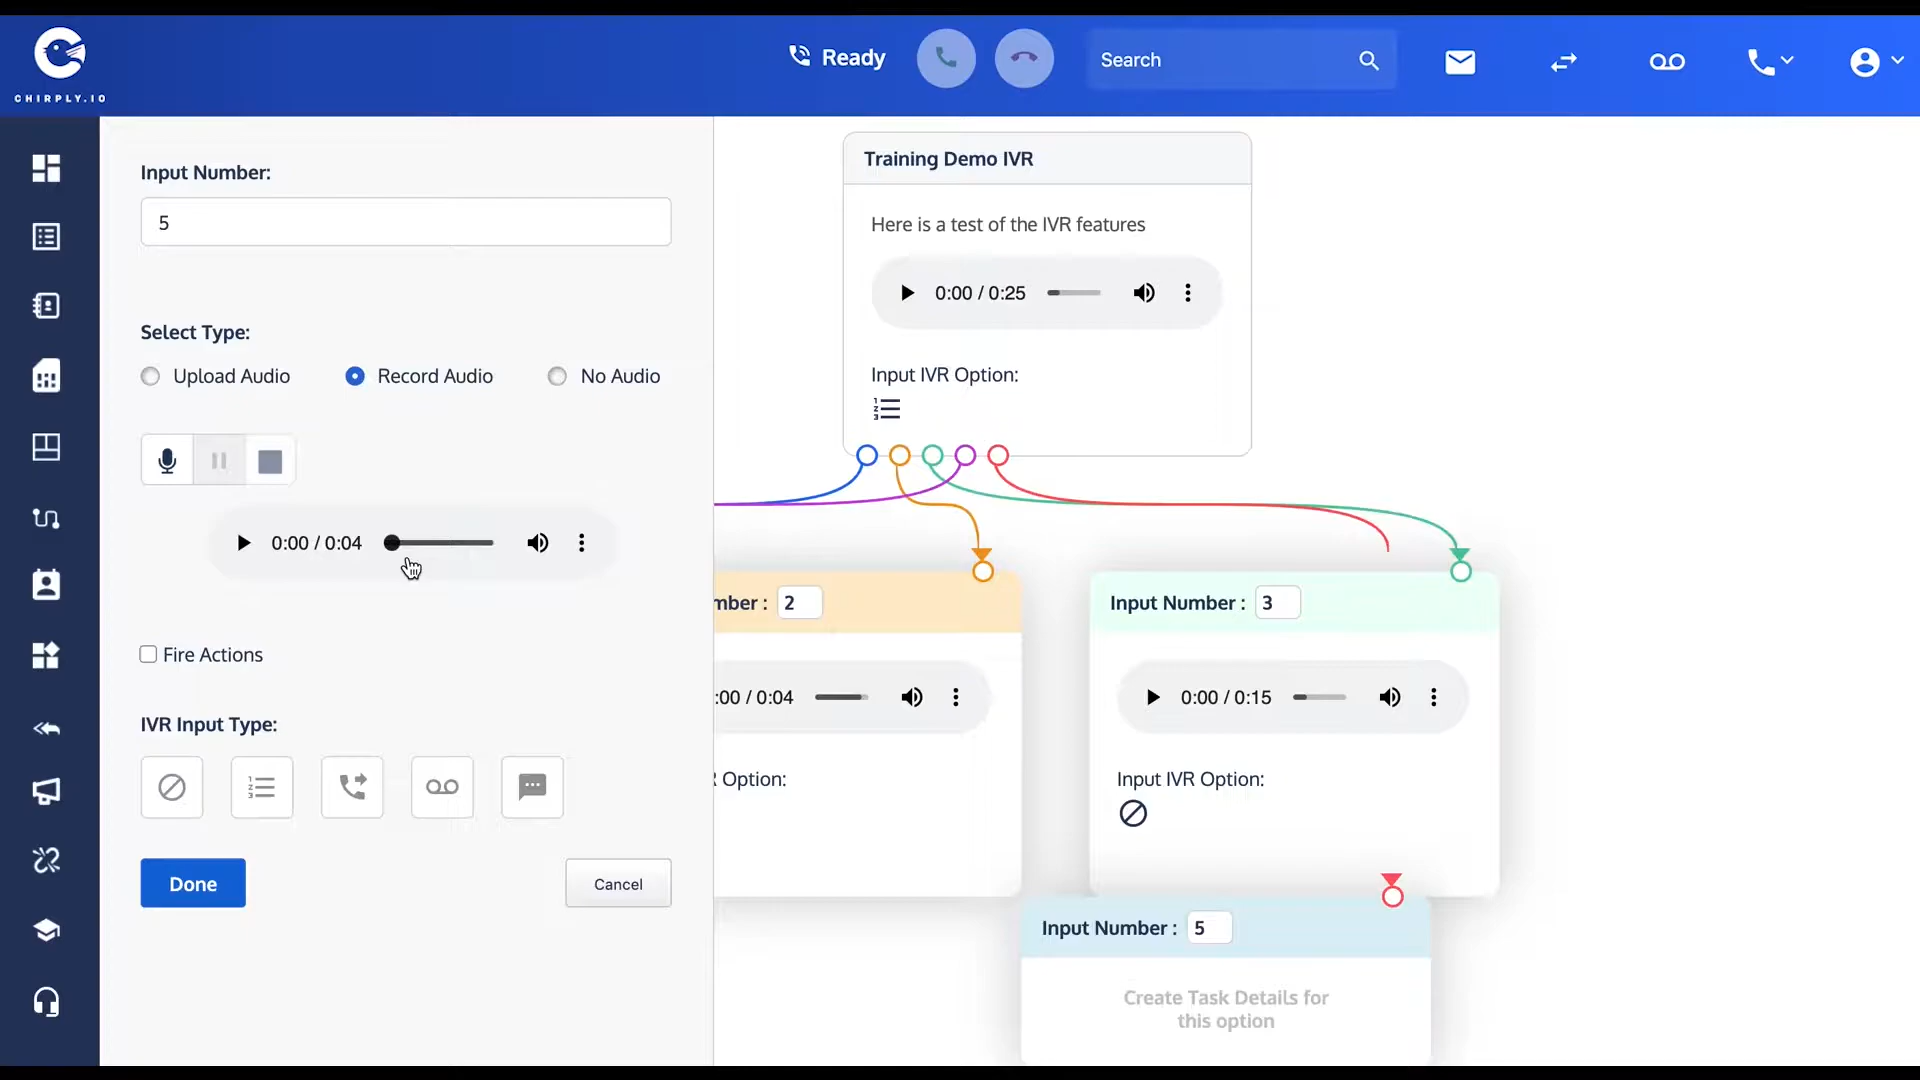 CHIRPLY.IO
Ready
Search
Input Number:
5
Select Type:
Upload Audio
Record Audio
No Audio
0:00 / 0:04
Fire Actions
IVR Input Type:
Done
Cancel
Training Demo IVR
Here is a test of the IVR features
0:00 / 0:25
Input IVR Option:
mber : 2
:00 / 0:04
Option:
Input Number : 3
0:00 / 0:15
Input IVR Option:
Input Number : 5
Create Task Details for
this option